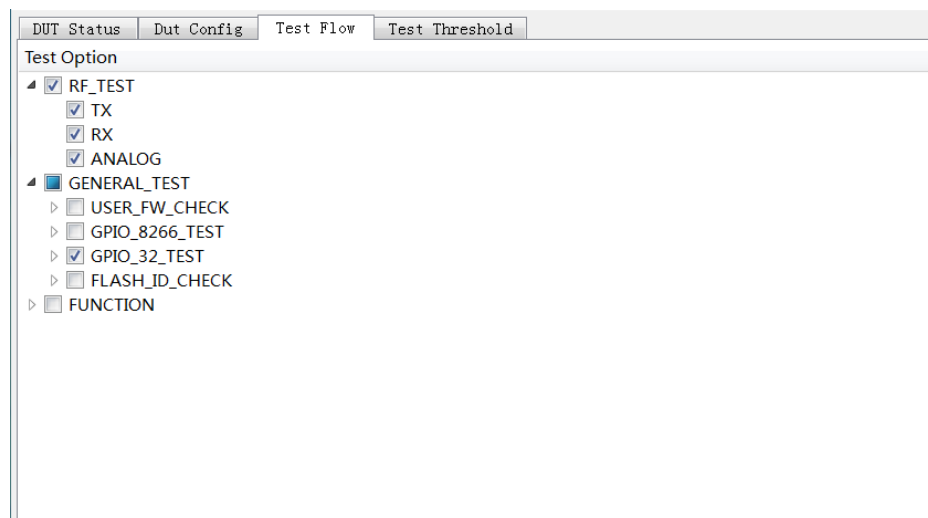 DUT Status Dut Config Test Flow Test Threshold
Test Option
RF_TEST
TX
RX
ANALOG
GENERAL_TEST
USER_FW_CHECK
GPIO_8266_TEST
GPIO_32_TEST
FLASH_ID_CHECK
FUNCTION